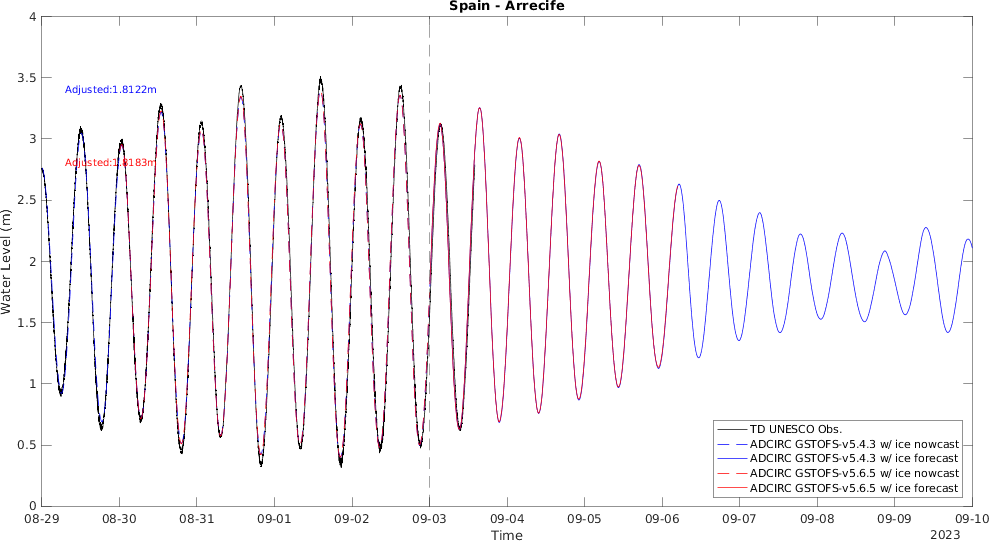 Spain - Arrecife
4
3.5
3
2.5
2
1.5
1
0.5
0
Water Level (m)
Adjusted:1.8122m
Adjusted:1.8183m
TD UNESCO Obs.
ADCIRC GSTOFS-v5.4.3 w/ ice nowcast
ADCIRC GSTOFS-v5.4.3 w/ ice forecast
ADCIRC GSTOFS-v5.6.5 w/ ice nowcast
ADCIRC GSTOFS-v5.6.5 w/ ice forecast
08-29 08-30 08-31 09-01 09-02 09-03 09-04 09-05 09-06 09-07 09-08 09-09 09-10
Time
2023